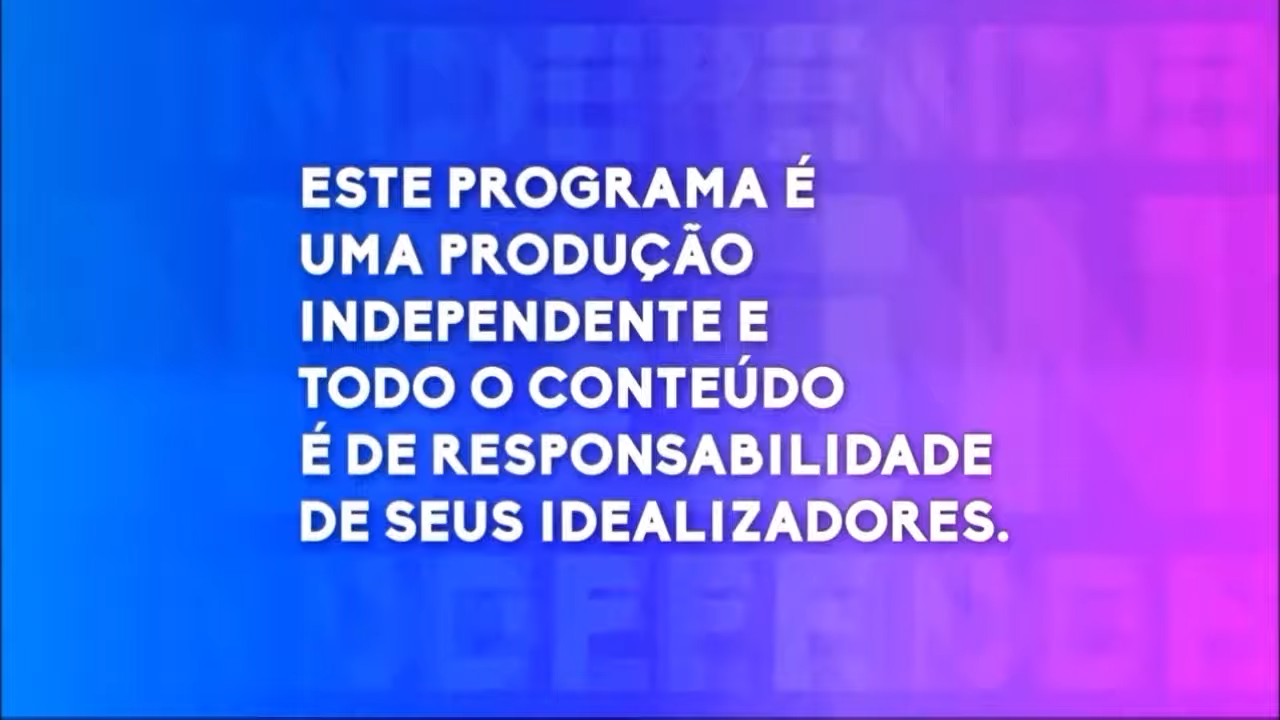 ESTE PROGRAMA É
UMA PRODUÇÃO
INDEPENDENTE E
TODO O CONTEÚDO
É DE RESPONSABILIDADE
DE SEUS IDEALIZADORES.